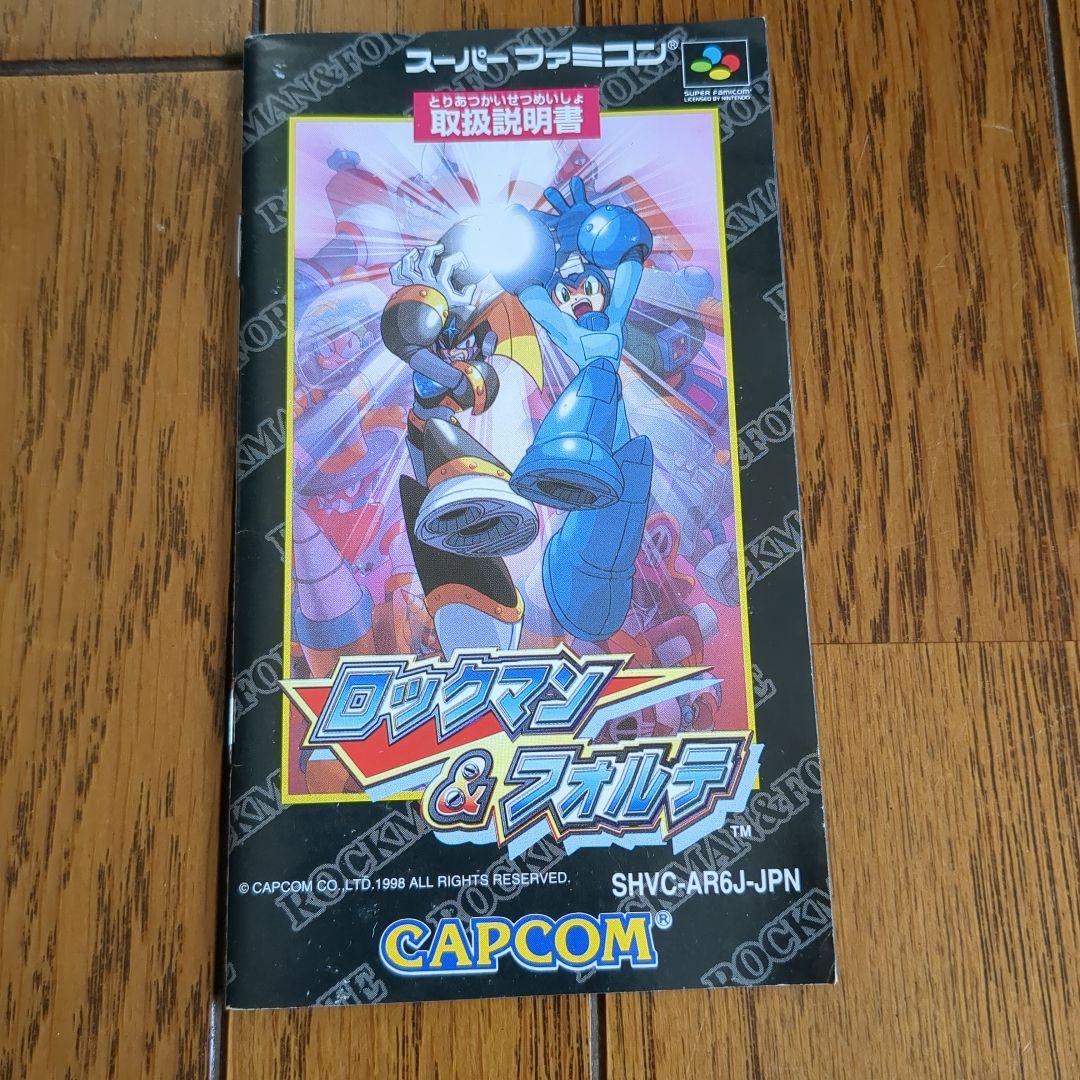 スーパーファミコン®
SUPER FAMICOM
LICENSED BY NINTENDO
とりあつかいせつめいしょ
取扱説明書
ロックマン
&フォルテ
TM
© CAPCOM CO.,LTD.1998 ALL RIGHTS RESERVED.
SHVC-AR6J-JPN
CAPCOM®
ROCKMAN&FORTE